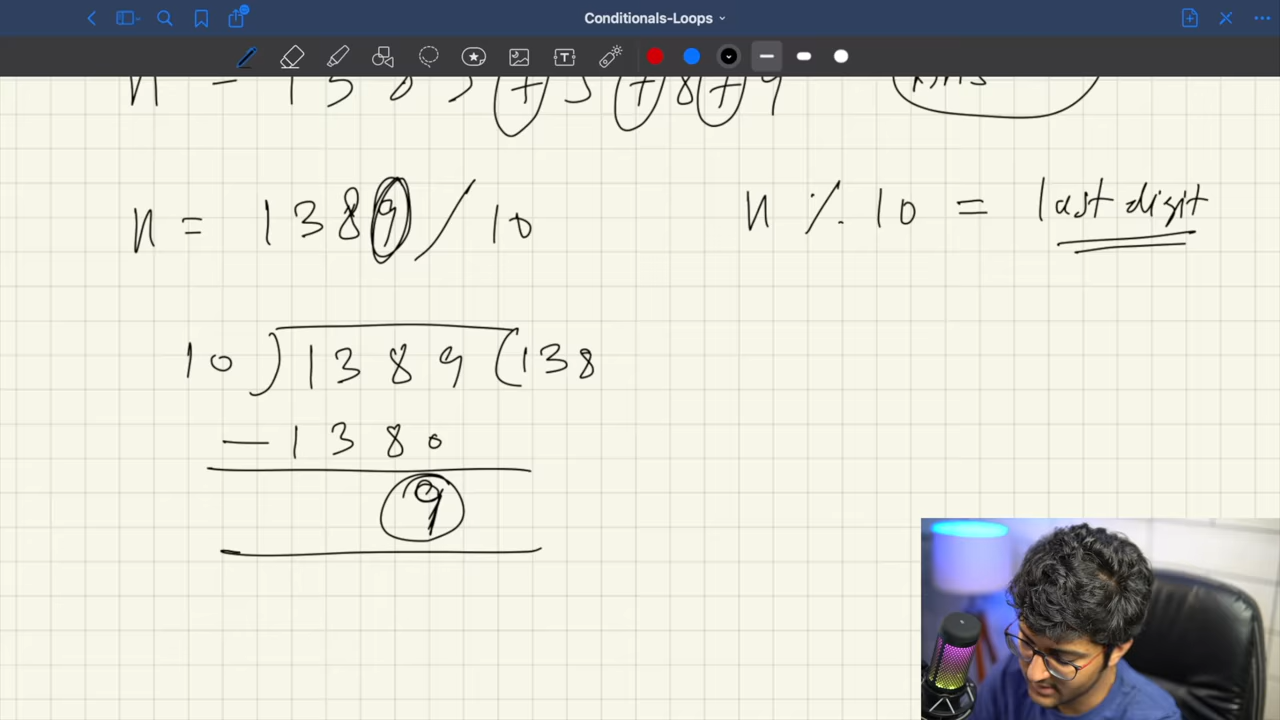 Conditionals-Loops
n = 1389 / 10
n % 10 = last digit
10 ) 1389 ( 138
- 1380
9